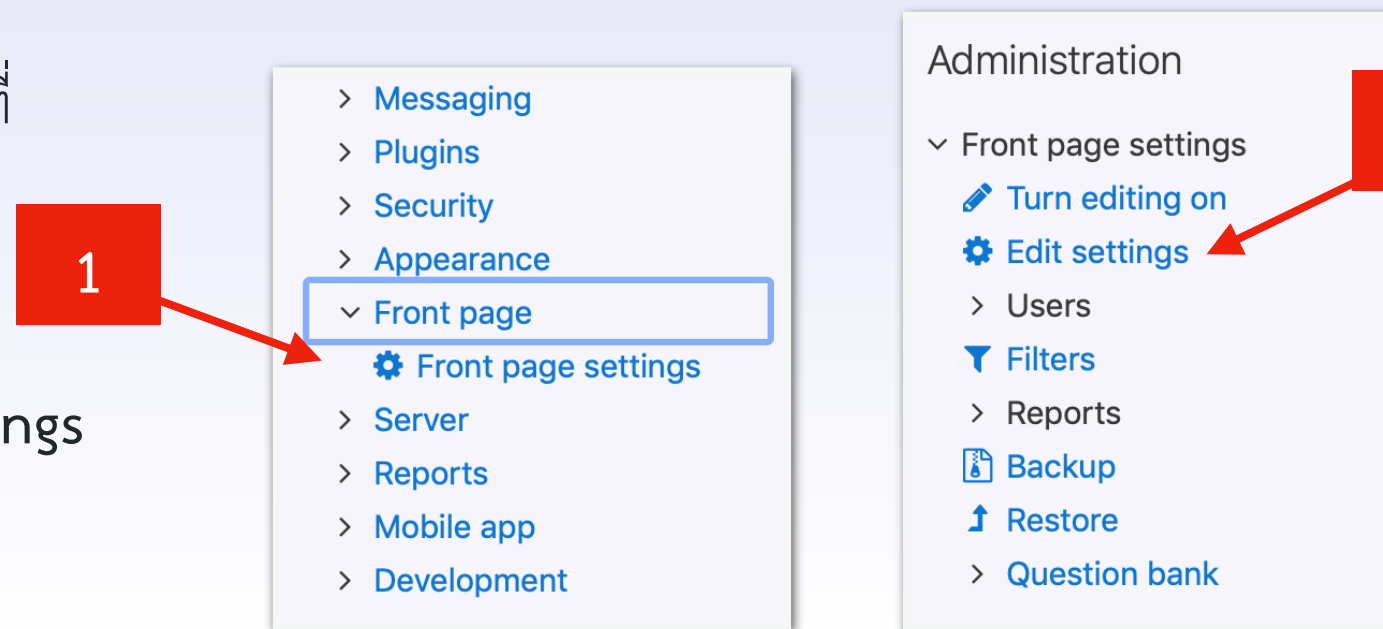 ที่
ngs
1
Messaging
Plugins
Security
Appearance
Front page
Front page settings
Server
Reports
Mobile app
Development
Administration
Front page settings
Turn editing on
Edit settings
Users
Filters
Reports
Backup
Restore
Question bank